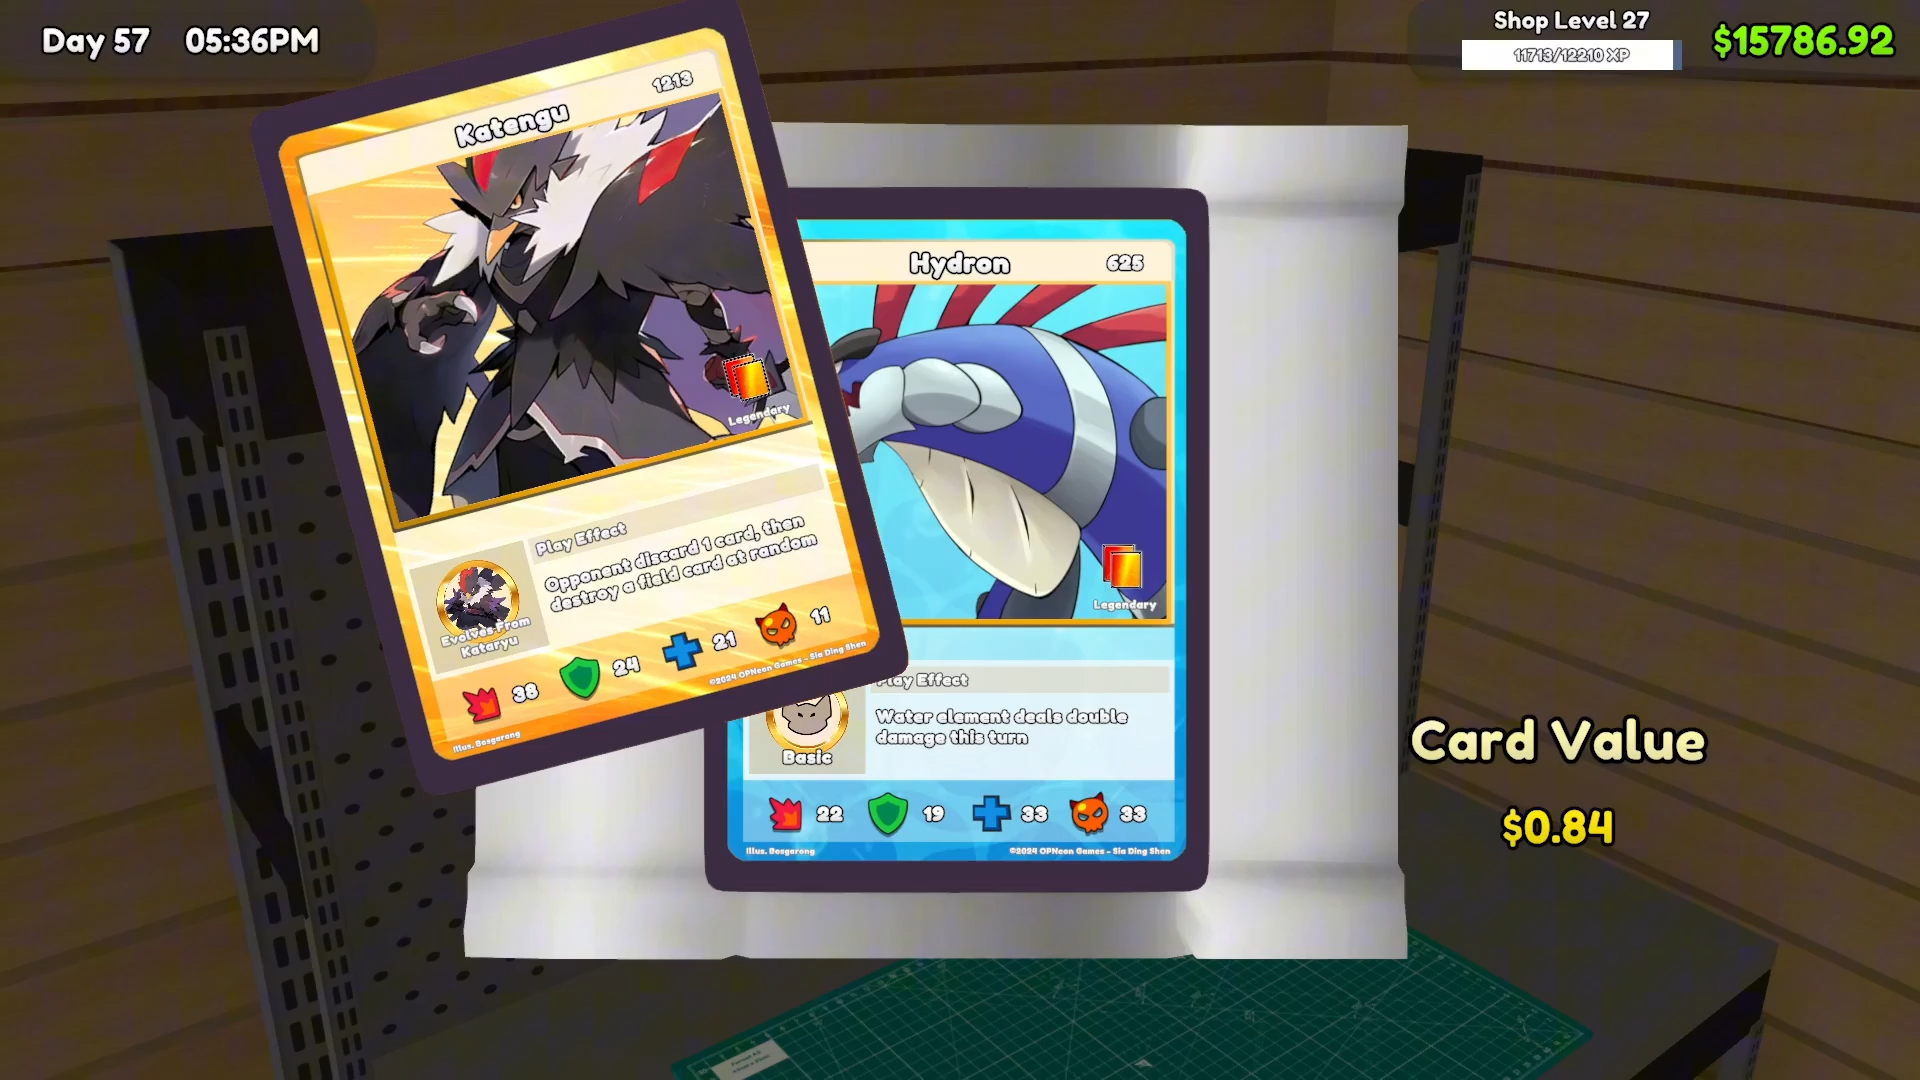 Day 57 05:36PM
Shop Level 27
11713/12210 XP
$15786.92
Katengu 1213
Legendary
Play Effect
Opponent discard 1 card, then
destroy a field card at random
Evolves From
Kataryu
38 24 21 11
Illus. Bosgarong
©2024 OPNeon Games - Sia Ding Shen
Hydron 625
Legendary
Play Effect
Water element deals double
damage this turn
Basic
22 19 33 33
Illus. Bosgarong
©2024 OPNeon Games - Sia Ding Shen
Card Value
$0.84